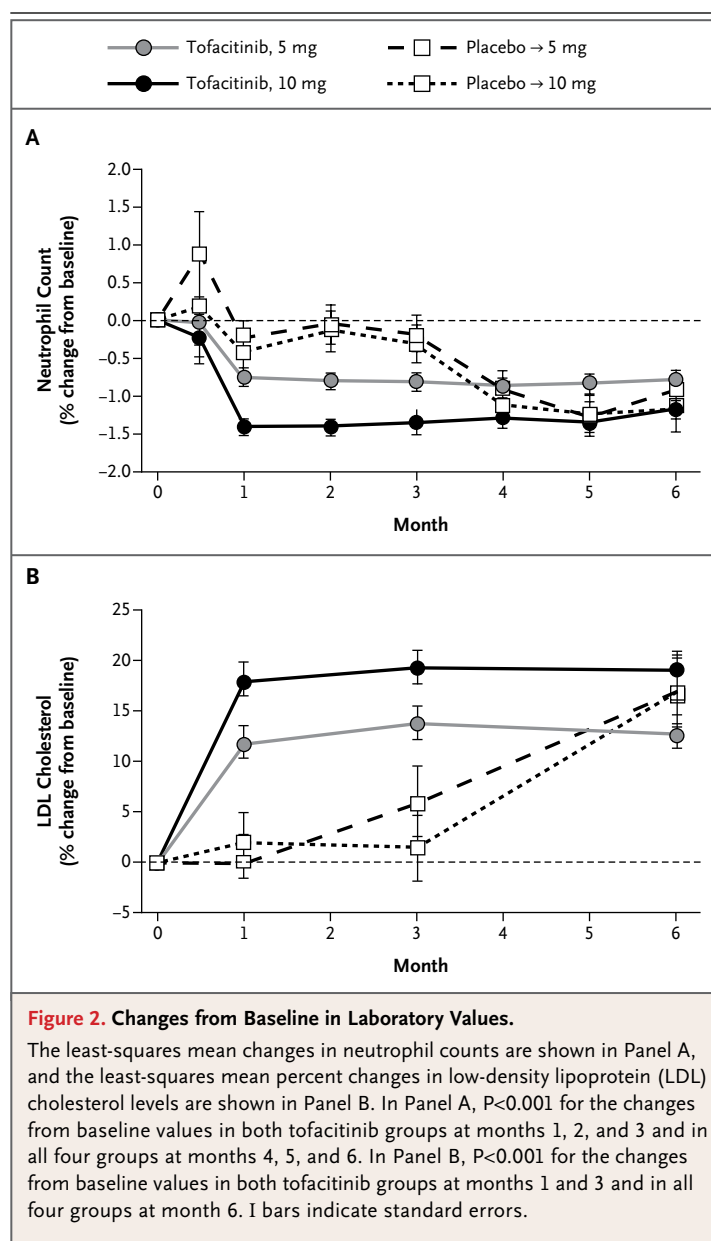 Tofacitinib, 5 mg
Placebo → 5 mg
Tofacitinib, 10 mg
Placebo → 10 mg
A
Neutrophil Count
(% change from baseline)
2.0
1.5
1.0
0.5
0.0
−0.5
−1.0
−1.5
−2.0
0 1 2 3 4 5 6
Month
B
LDL Cholesterol
(% change from baseline)
25
20
15
10
5
0
−5
0 1 2 3 4 5 6
Month
Figure 2. Changes from Baseline in Laboratory Values.
The least-squares mean changes in neutrophil counts are shown in Panel A,
and the least-squares mean percent changes in low-density lipoprotein (LDL)
cholesterol levels are shown in Panel B. In Panel A, P<0.001 for the changes
from baseline values in both tofacitinib groups at months 1, 2, and 3 and in
all four groups at months 4, 5, and 6. In Panel B, P<0.001 for the changes
from baseline values in both tofacitinib groups at months 1 and 3 and in all
four groups at month 6. I bars indicate standard errors.